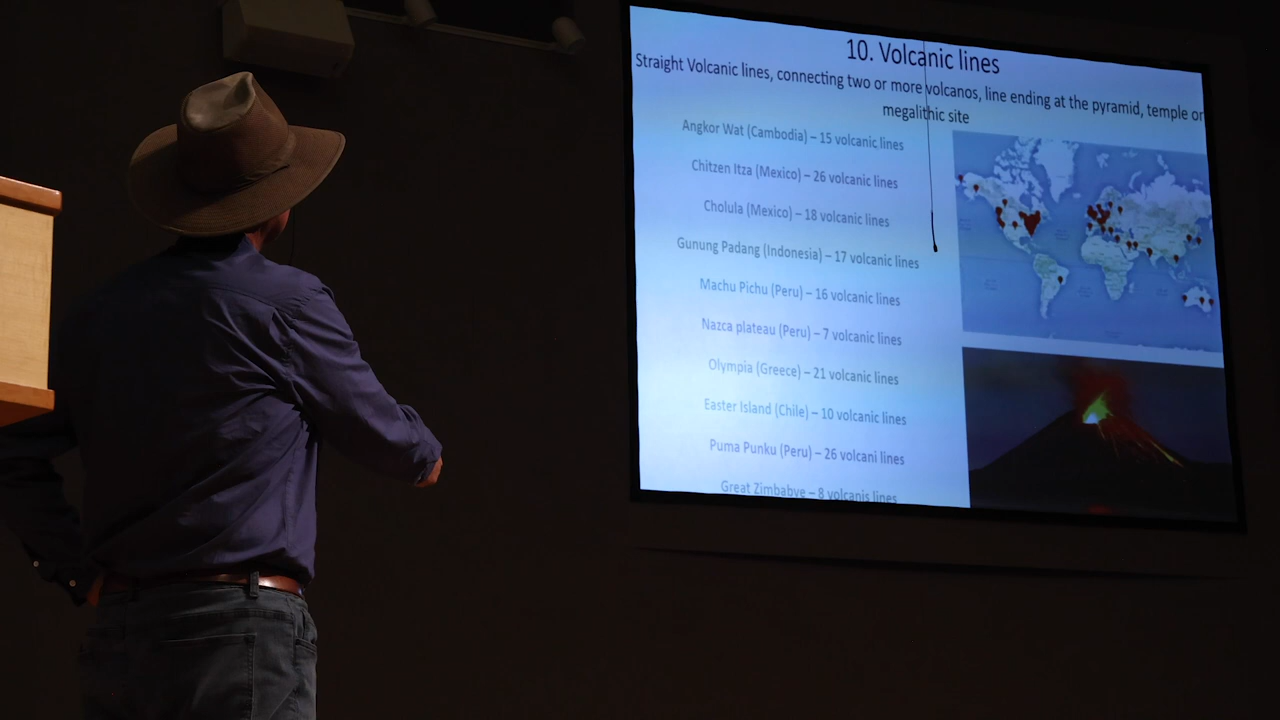 10. Volcanic lines
Straight Volcanic lines, connecting two or more volcanos, line ending at the pyramid, temple or
megalithic site
Angkor Wat (Cambodia) – 15 volcanic lines
Chitzen Itza (Mexico) – 26 volcanic lines
Cholula (Mexico) – 18 volcanic lines
Gunung Padang (Indonesia) – 17 volcanic lines
Machu Pichu (Peru) – 16 volcanic lines
Nazca plateau (Peru) – 7 volcanic lines
Olympia (Greece) – 21 volcanic lines
Easter Island (Chile) – 10 volcanic lines
Puma Punku (Peru) – 26 volcani lines
Great Zimbabve – 8 volcanis lines